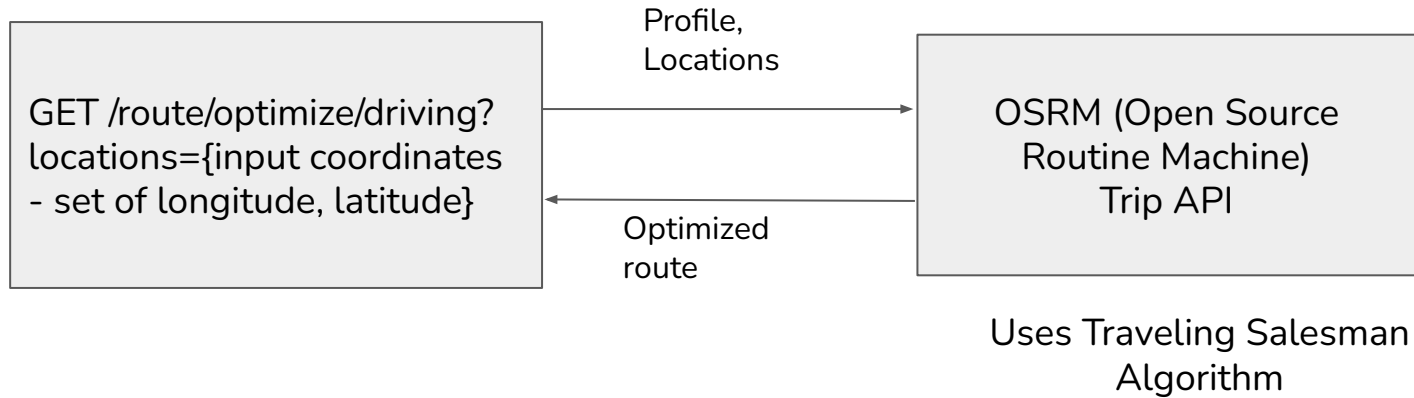 Profile,
Locations
GET /route/optimize/driving?
locations={input coordinates
- set of longitude, latitude}
OSRM (Open Source
Routine Machine)
Trip API
Optimized
route
Uses Traveling Salesman
Algorithm